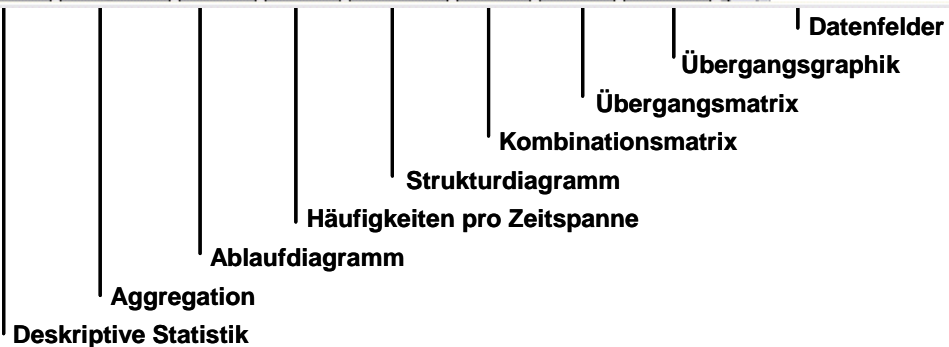 Datenfelder
Übergangsgraphik
Übergangsmatrix
Kombinationsmatrix
Strukturdiagramm
Häufigkeiten pro Zeitspanne
Ablaufdiagramm
Aggregation
Deskriptive Statistik